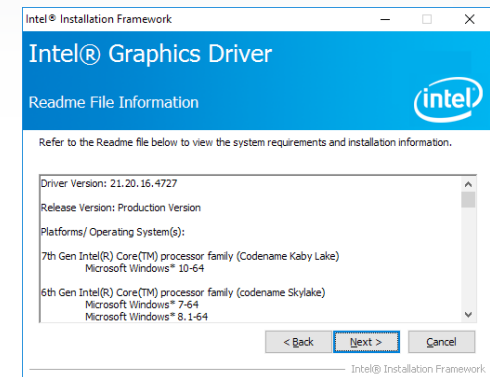 Intel® Installation Framework
Intel® Graphics Driver
Readme File Information
intel
Refer to the Readme file below to view the system requirements and installation information.
Driver Version: 21.20.16.4727
Release Version: Production Version
Platforms/ Operating System(s):
7th Gen Intel(R) Core(TM) processor family (Codename Kaby Lake)
Microsoft Windows* 10-64
6th Gen Intel(R) Core(TM) processor family (codename Skylake)
Microsoft Windows* 7-64
Microsoft Windows* 8.1-64
< Back Next > Cancel
Intel® Installation Framework